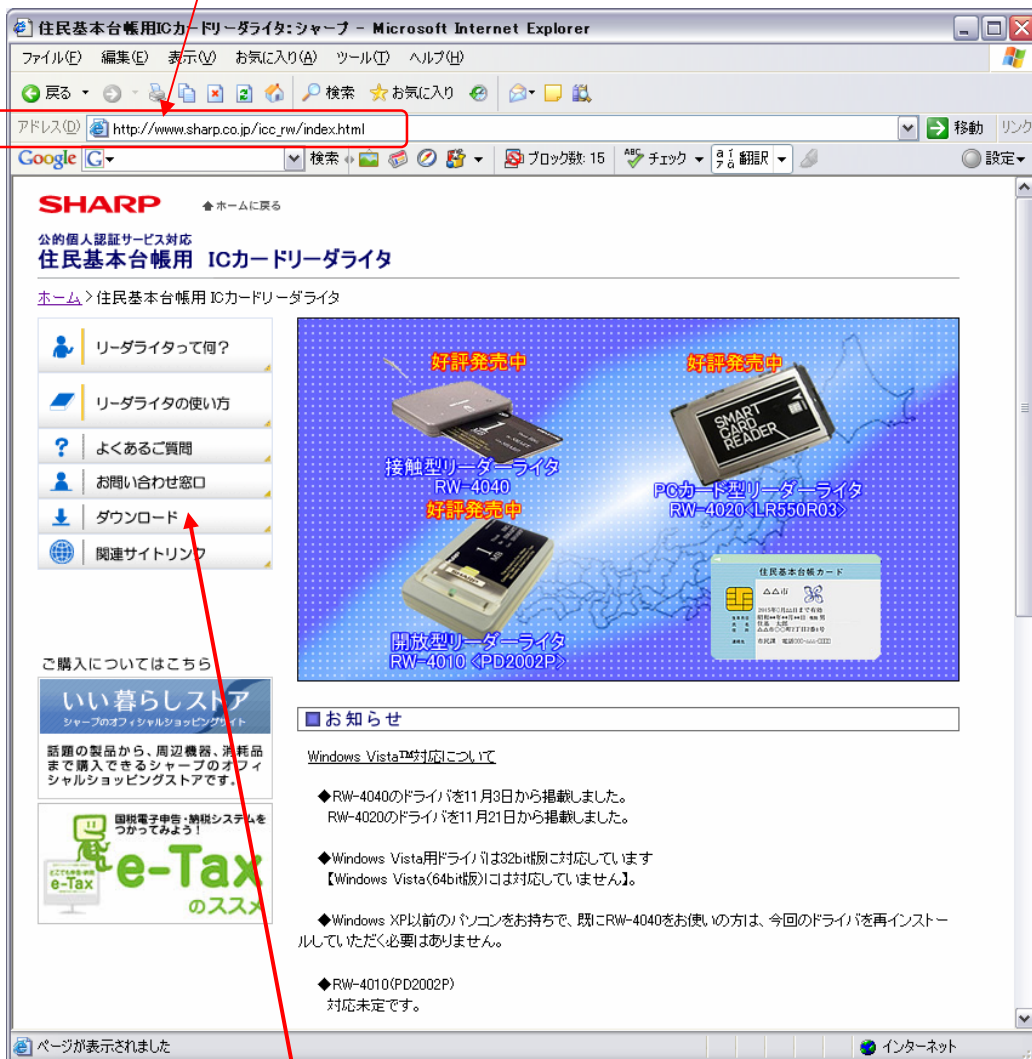 住民基本台帳用ICカードリーダライタ:シャープ - Microsoft Internet Explorer
ファイル(F) 編集(E) 表示(V) お気に入り(A) ツール(T) ヘルプ(H)
戻る 検索 お気に入り
アドレス(D) http://www.sharp.co.jp/icc_rw/index.html 移動 リンク
Google G 検索 ブロック数: 15 ABC チェック 翻訳 設定
SHARP ホームに戻る
公的個人認証サービス対応
住民基本台帳用 ICカードリーダライタ
ホーム>住民基本台帳用 ICカードリーダライタ
リーダライタって何?
リーダライタの使い方
よくあるご質問
お問い合わせ窓口
ダウンロード
関連サイトリンク
好評発売中
接触型リーダーライタ
RW-4040
好評発売中
SMART
CARD
READER
PCカード型リーダーライタ
RW-4020<LR550R03>
好評発売中
SHARP
開放型リーダーライタ
RW-4010 <PD2002P>
住民基本台帳カード
△△市
ご購入についてはこちら
いい暮らしストア
シャープのオフィシャルショッピングサイト
話題の製品から、周辺機器、消耗品
まで購入できるシャープのオフィ
シャルショッピングストアです。
国税電子申告・納税システムを
つかってみよう!
e-Tax
e-Tax
のススメ
■お知らせ
Windows Vista™対応について
◆RW-4040のドライバを11月3日から掲載しました。
RW-4020のドライバを11月21日から掲載しました。
◆Windows Vista用ドライバは32bit版に対応しています
【Windows Vista(64bit版)には対応していません】。
◆Windows XP以前のパソコンをお持ちで、既にRW-4040をお使いの方は、今回のドライバを再インストー
ルしていただく必要はありません。
◆RW-4010(PD2002P)
対応未定です。
ページが表示されました インターネット